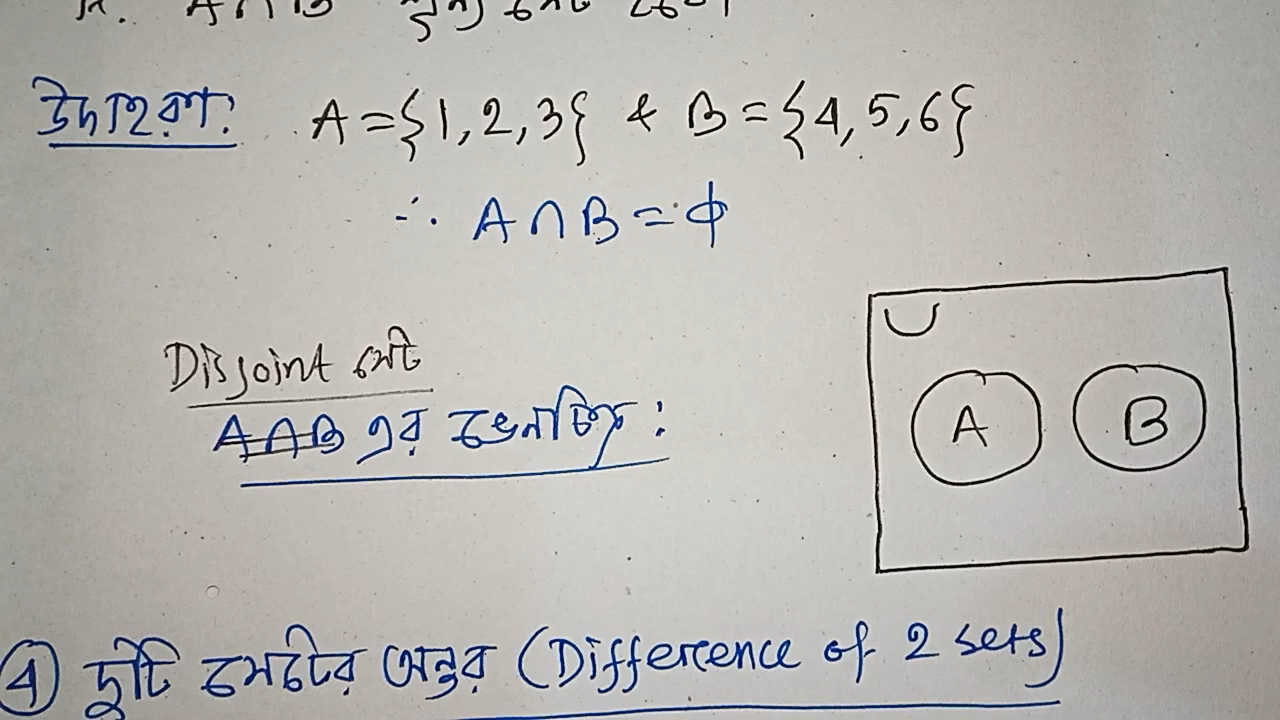 A∩B
উদাহরণ: A={1,2,3} & B={4,5,6}
∴ A∩B=ϕ
Disjoint সেট
A∩B এর ভেনচিত্র:
U
A B
④ দুটি সেটের অন্তর (Difference of 2 sets)